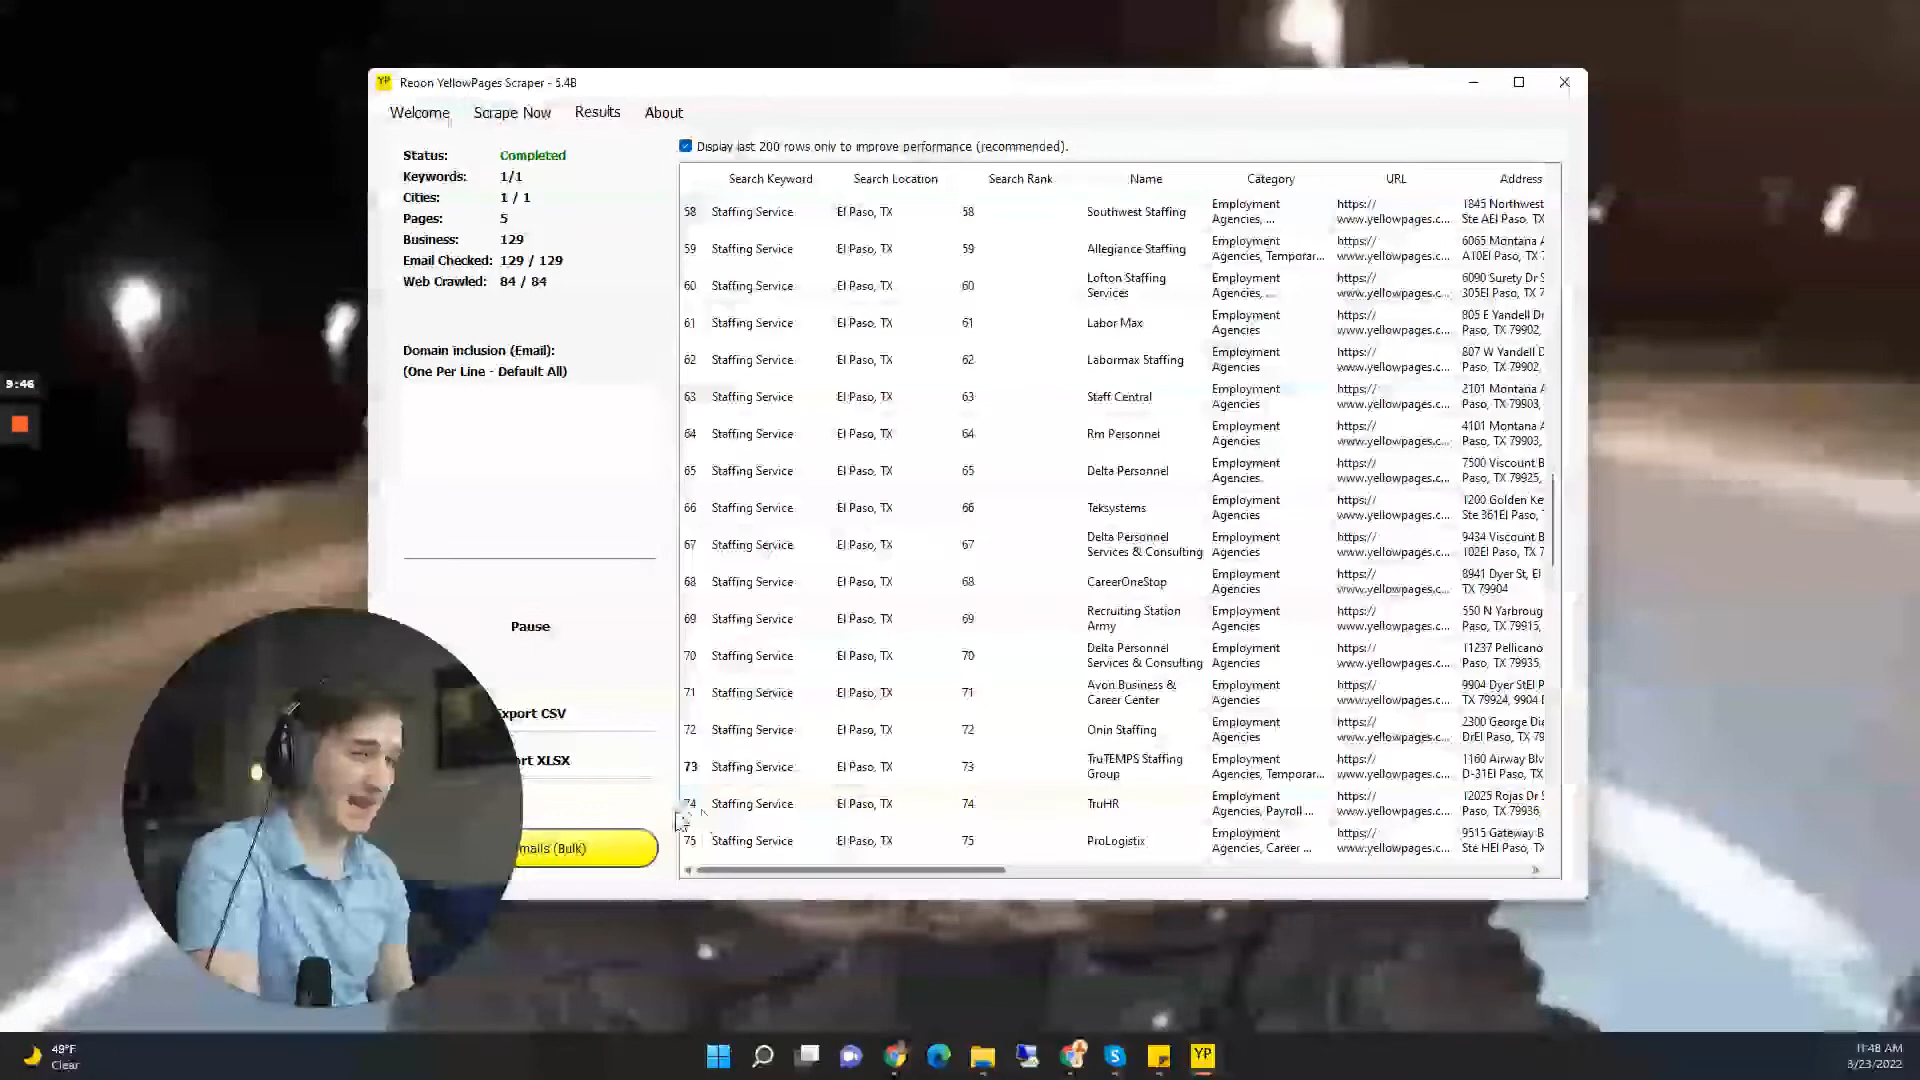 YP Reoon YellowPages Scraper - 5.4B
Welcome Scrape Now Results About
Status: Completed
Keywords: 1/1
Cities: 1 / 1
Pages: 5
Business: 129
Email Checked: 129 / 129
Web Crawled: 84 / 84
Domain inclusion (Email):
(One Per Line - Default All)
Pause
Export CSV
rt XLSX
mails (Bulk)
Display last 200 rows only to improve performance (recommended).
Search Keyword Search Location Search Rank Name Category URL Address
58 Staffing Service El Paso, TX 58 Southwest Staffing Employment Agencies, ... https://www.yellowpages.c... 1845 Northwest Ste AEl Paso, TX
59 Staffing Service El Paso, TX 59 Allegiance Staffing Employment Agencies, Temporar... https://www.yellowpages.c... 6065 Montana A A10El Paso, TX 7
60 Staffing Service El Paso, TX 60 Lofton Staffing Services Employment Agencies, ... https://www.yellowpages.c... 6090 Surety Dr S 305El Paso, TX 7
61 Staffing Service El Paso, TX 61 Labor Max Employment Agencies https://www.yellowpages.c... 805 E Yandell Dr Paso, TX 79902,
62 Staffing Service El Paso, TX 62 Labormax Staffing Employment Agencies https://www.yellowpages.c... 807 W Yandell D Paso, TX 79902,
63 Staffing Service El Paso, TX 63 Staff Central Employment Agencies https://www.yellowpages.c... 2101 Montana A Paso, TX 79903,
64 Staffing Service El Paso, TX 64 Rm Personnel Employment Agencies https://www.yellowpages.c... 4101 Montana A Paso, TX 79903,
65 Staffing Service El Paso, TX 65 Delta Personnel Employment Agencies https://www.yellowpages.c... 7500 Viscount B Paso, TX 79925,
66 Staffing Service El Paso, TX 66 Teksystems Employment Agencies https://www.yellowpages.c... 1200 Golden Ke Ste 361El Paso,
67 Staffing Service El Paso, TX 67 Delta Personnel Services & Consulting Employment Agencies https://www.yellowpages.c... 9434 Viscount B 102El Paso, TX 7
68 Staffing Service El Paso, TX 68 CareerOneStop Employment Agencies https://www.yellowpages.c... 8941 Dyer St, El TX 79904
69 Staffing Service El Paso, TX 69 Recruiting Station Army Employment Agencies https://www.yellowpages.c... 550 N Yarbroug Paso, TX 79915,
70 Staffing Service El Paso, TX 70 Delta Personnel Services & Consulting Employment Agencies https://www.yellowpages.c... 11237 Pellicano Paso, TX 79935,
71 Staffing Service El Paso, TX 71 Avon Business & Career Center Employment Agencies https://www.yellowpages.c... 9904 Dyer StEl P TX 79924, 9904 D
72 Staffing Service El Paso, TX 72 Onin Staffing Employment Agencies https://www.yellowpages.c... 2300 George Die DrEl Paso, TX 79
73 Staffing Service El Paso, TX 73 TruTEMPS Staffing Group Employment Agencies, Temporar... https://www.yellowpages.c... 1160 Airway Blv D-31El Paso, TX
74 Staffing Service El Paso, TX 74 TruHR Employment Agencies, Payroll ... https://www.yellowpages.c... 12025 Rojas Dr S Paso, TX 79936,
75 Staffing Service El Paso, TX 75 ProLogistix Employment Agencies, Career ... https://www.yellowpages.c... 9515 Gateway B Ste HEl Paso, TX
9:46
49°F
Clear
YP
11:48 AM
3/23/2022